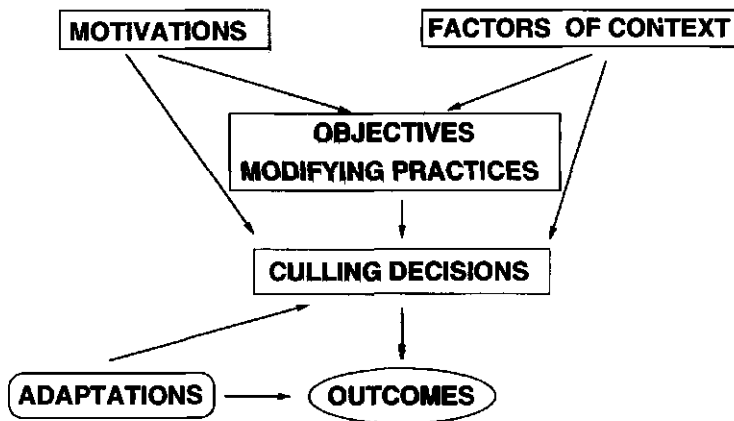 MOTIVATIONS
FACTORS OF CONTEXT
OBJECTIVES
MODIFYING PRACTICES
CULLING DECISIONS
ADAPTATIONS
OUTCOMES